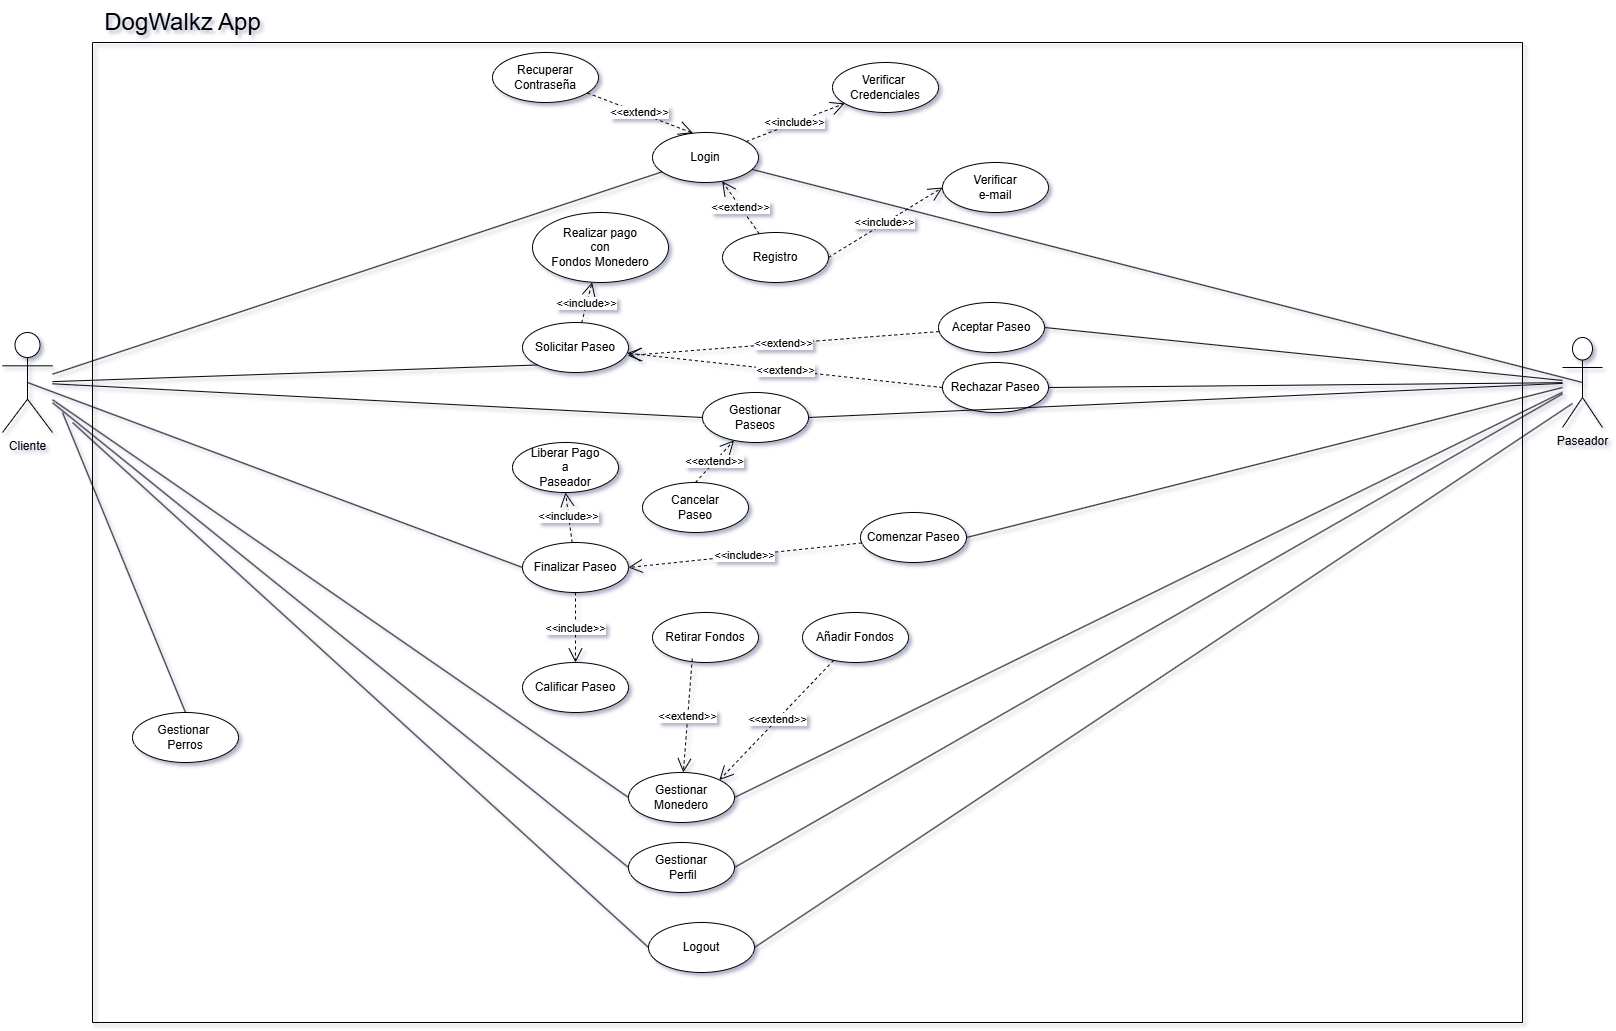 DogWalkz App
Recuperar
Contraseña
Verificar
Credenciales
<<extend>>
<<include>>
Login
Verificar
e-mail
<<extend>>
<<include>>
Realizar pago
con
Fondos Monedero
Registro
<<include>>
Aceptar Paseo
Solicitar Paseo
<<extend>>
<<extend>>
Rechazar Paseo
Gestionar
Paseos
Cliente
Paseador
Liberar Pago
a
Paseador
<<extend>>
Cancelar
Paseo
<<include>>
Comenzar Paseo
<<include>>
Finalizar Paseo
<<include>>
Retirar Fondos
Añadir Fondos
Calificar Paseo
<<extend>>
<<extend>>
Gestionar
Perros
Gestionar
Monedero
Gestionar
Perfil
Logout